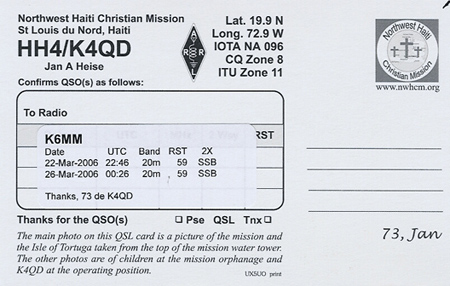 Northwest Haiti Christian Mission
St Louis du Nord, Haiti
HH4/K4QD
Jan A Heise
Confirms QSO(s) as follows:
A
R R
L
Lat. 19.9 N
Long. 72.9 W
IOTA NA 096
CQ Zone 8
ITU Zone 11
Northwest Haiti
Christian Mission
www.nwhcm.org
To Radio
RST
K6MM
Date UTC Band RST 2X
22-Mar-2006 22:46 20m 59 SSB
26-Mar-2006 00:26 20m 59 SSB
Thanks, 73 de K4QD
Thanks for the QSO(s) ☐ Pse QSL Tnx ☐
The main photo on this QSL card is a picture of the mission and
the Isle of Tortuga taken from the top of the mission water tower.
The other photos are of children at the mission orphanage and
K4QD at the operating position.
UX5UO print
73, Jan